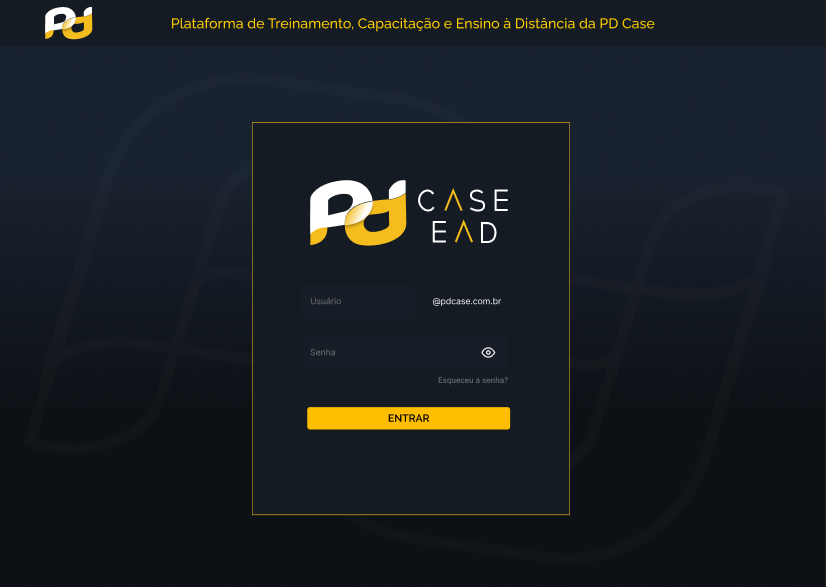 Pd
Plataforma de Treinamento, Capacitação e Ensino à Distância da PD Case
Pd CASE
EAD
Usuário @pdcase.com.br
Senha
Esqueceu a senha?
ENTRAR